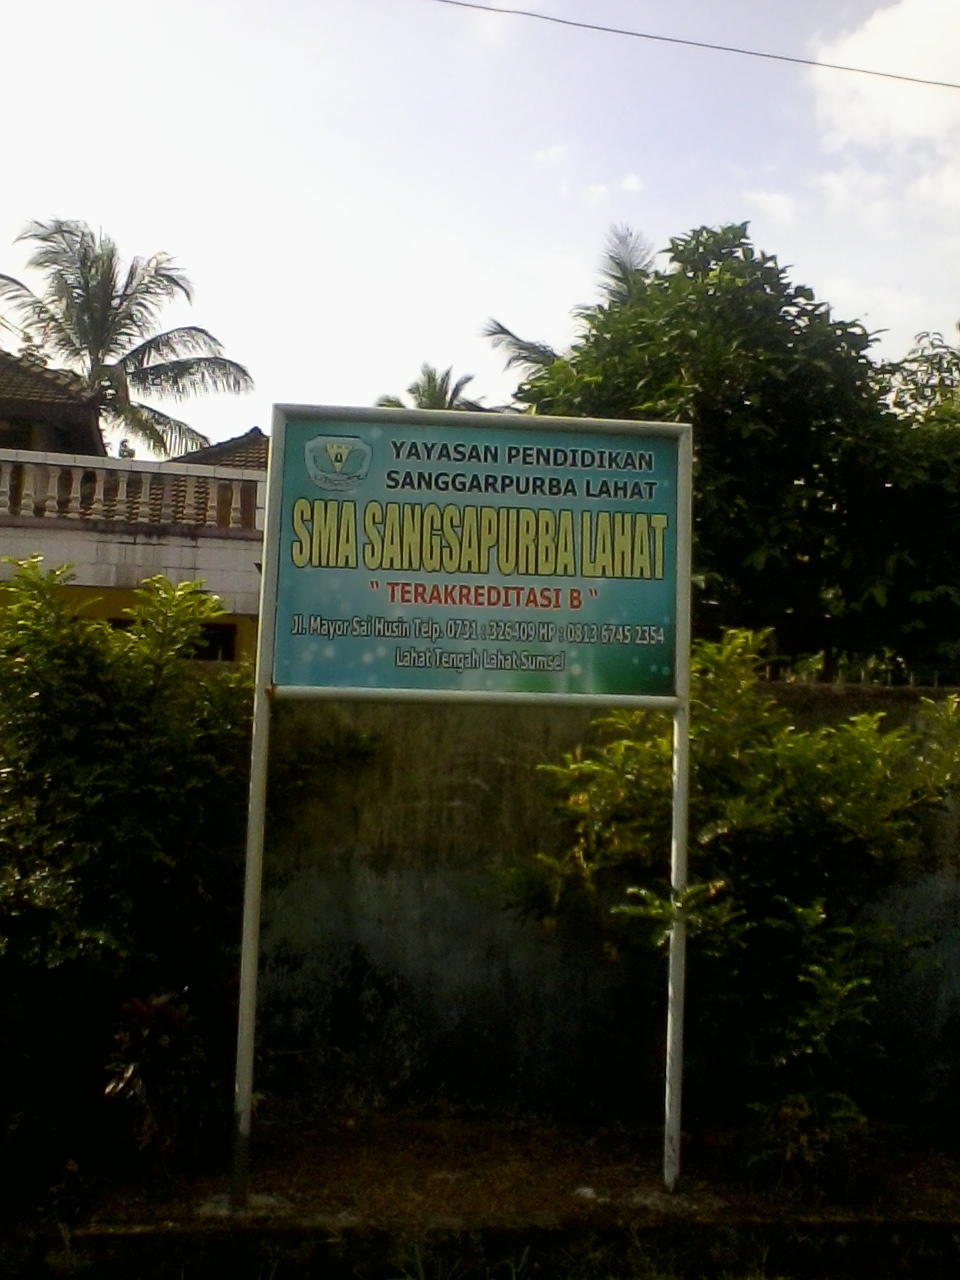 YAYASAN PENDIDIKAN
SANGGARPURBA LAHAT
SMA SANGSAPURBA LAHAT
" TERAKREDITASI B "
Jl. Mayor Sai Husin Telp. 0731 : 326409 HP : 0813 6745 2354
Lahat Tengah Lahat Sumsel